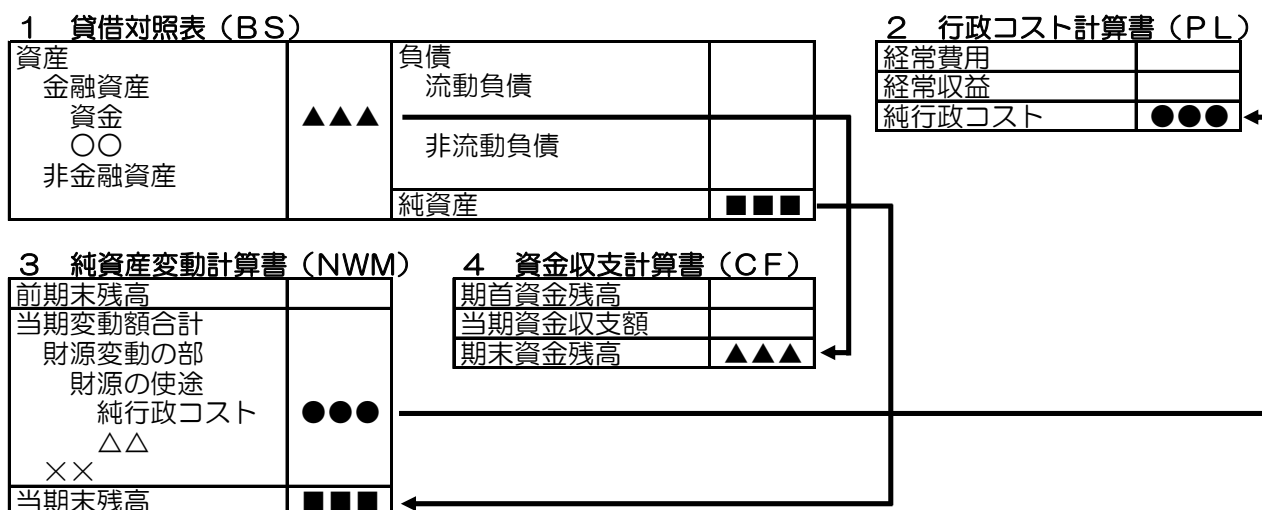 1　貸借対照表（BS）
資産
金融資産
資金 ▲▲▲
○○
非金融資産
負債
流動負債
非流動負債
純資産 ■■■
2　行政コスト計算書（PL）
経常費用
経常収益
純行政コスト ●●●
3　純資産変動計算書（NWM）
前期末残高
当期変動額合計
財源変動の部
財源の使途
純行政コスト ●●●
△△
××
当期末残高 ■■■
4　資金収支計算書（CF）
期首資金残高
当期資金収支額
期末資金残高 ▲▲▲